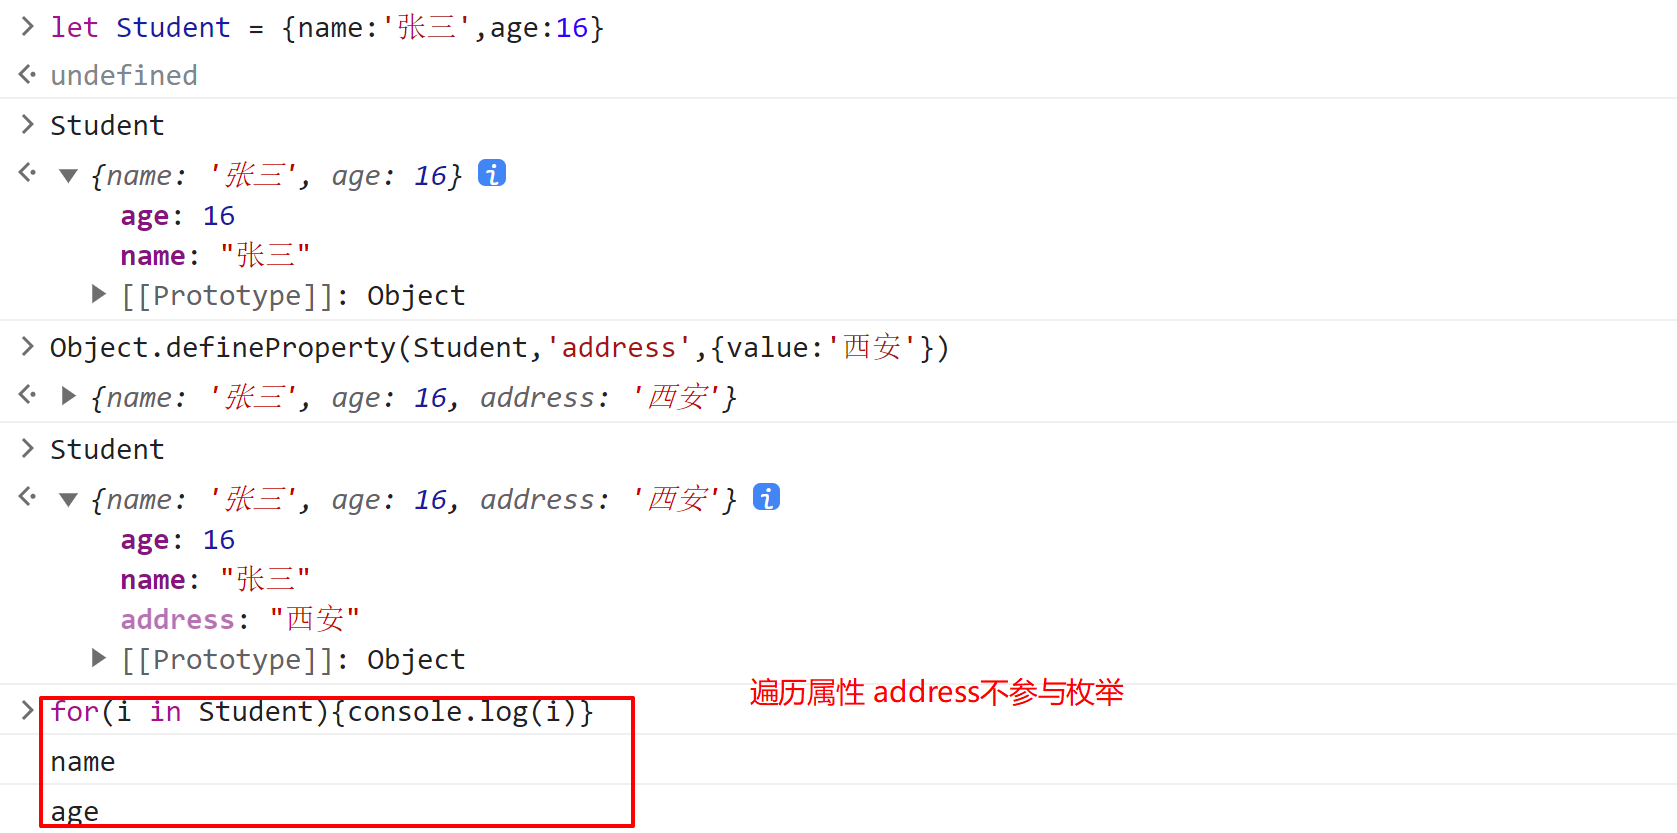 let Student = {name:'张三',age:16}
undefined
Student
{name: '张三', age: 16}
age: 16
name: "张三"
[[Prototype]]: Object
Object.defineProperty(Student,'address',{value:'西安'})
{name: '张三', age: 16, address: '西安'}
Student
{name: '张三', age: 16, address: '西安'}
age: 16
name: "张三"
address: "西安"
[[Prototype]]: Object
遍历属性 address不参与枚举
for(i in Student){console.log(i)}
name
age